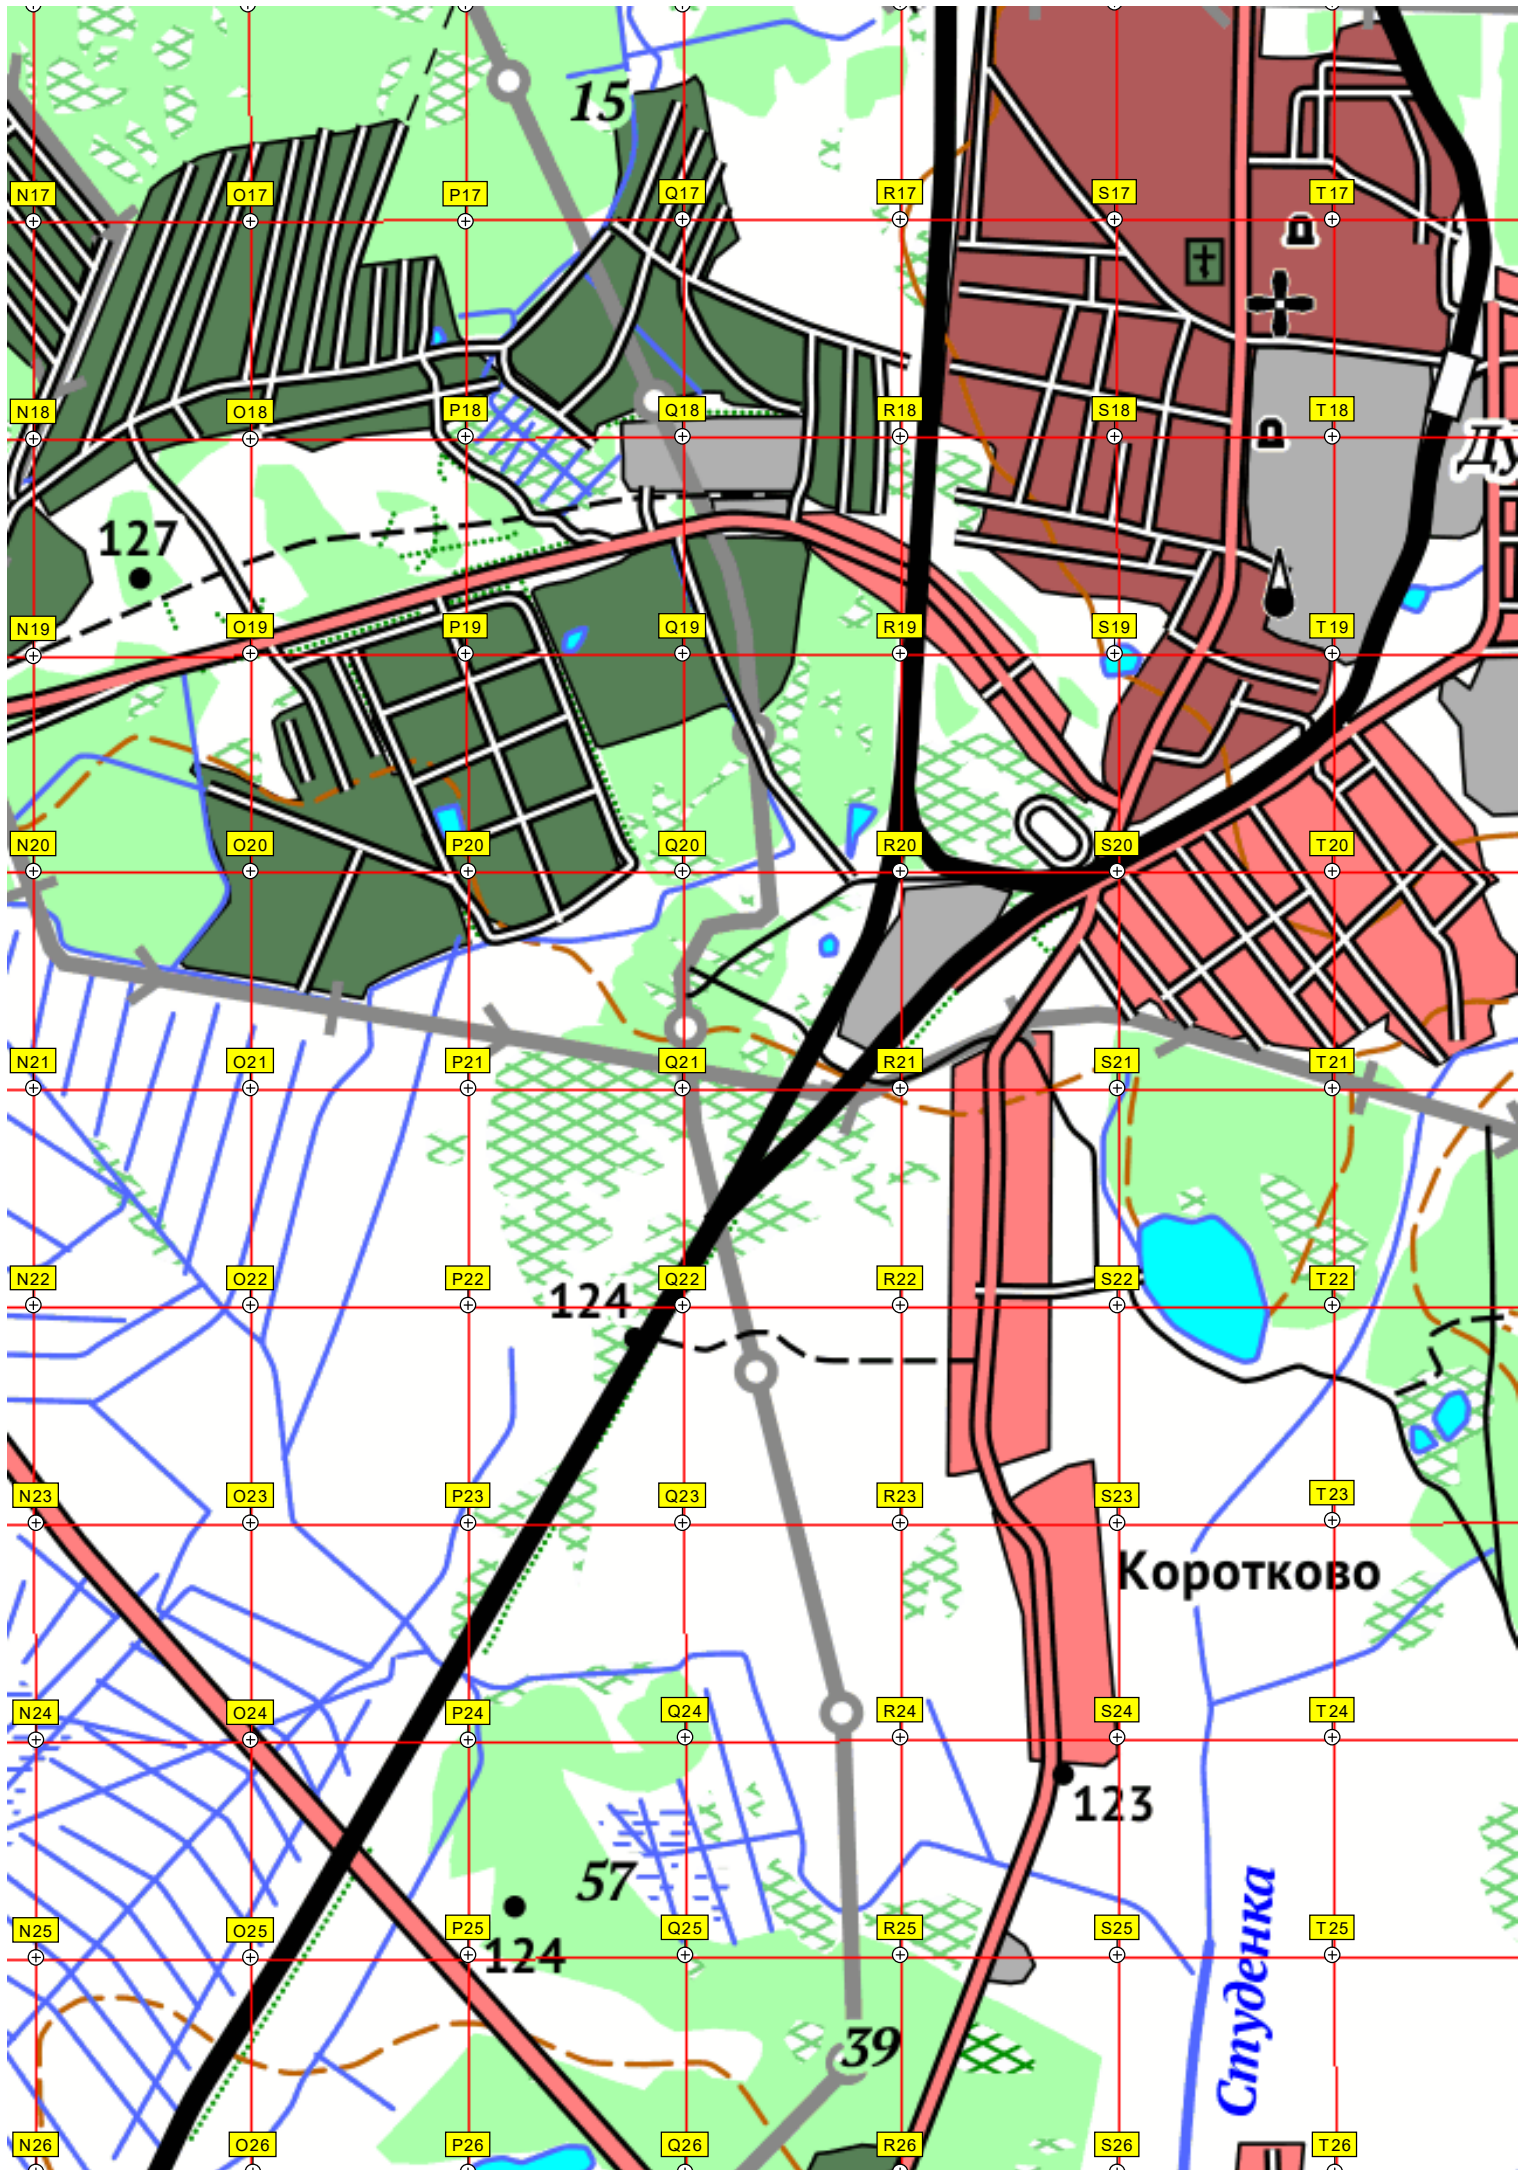 15
N17 O17 P17 Q17 R17 S17 T17
N18 O18 P18 Q18 R18 S18 T18
Ду
127
N19 O19 P19 Q19 R19 S19 T19
N20 O20 P20 Q20 R20 S20 T20
N21 O21 P21 Q21 R21 S21 T21
N22 O22 P22 Q22 R22 S22 T22
124
N23 O23 P23 Q23 R23 S23 T23
Коротково
N24 O24 P24 Q24 R24 S24 T24
123
57
N25 O25 P25 Q25 R25 S25 T25
124
Студенка
39
N26 O26 P26 Q26 R26 S26 T26